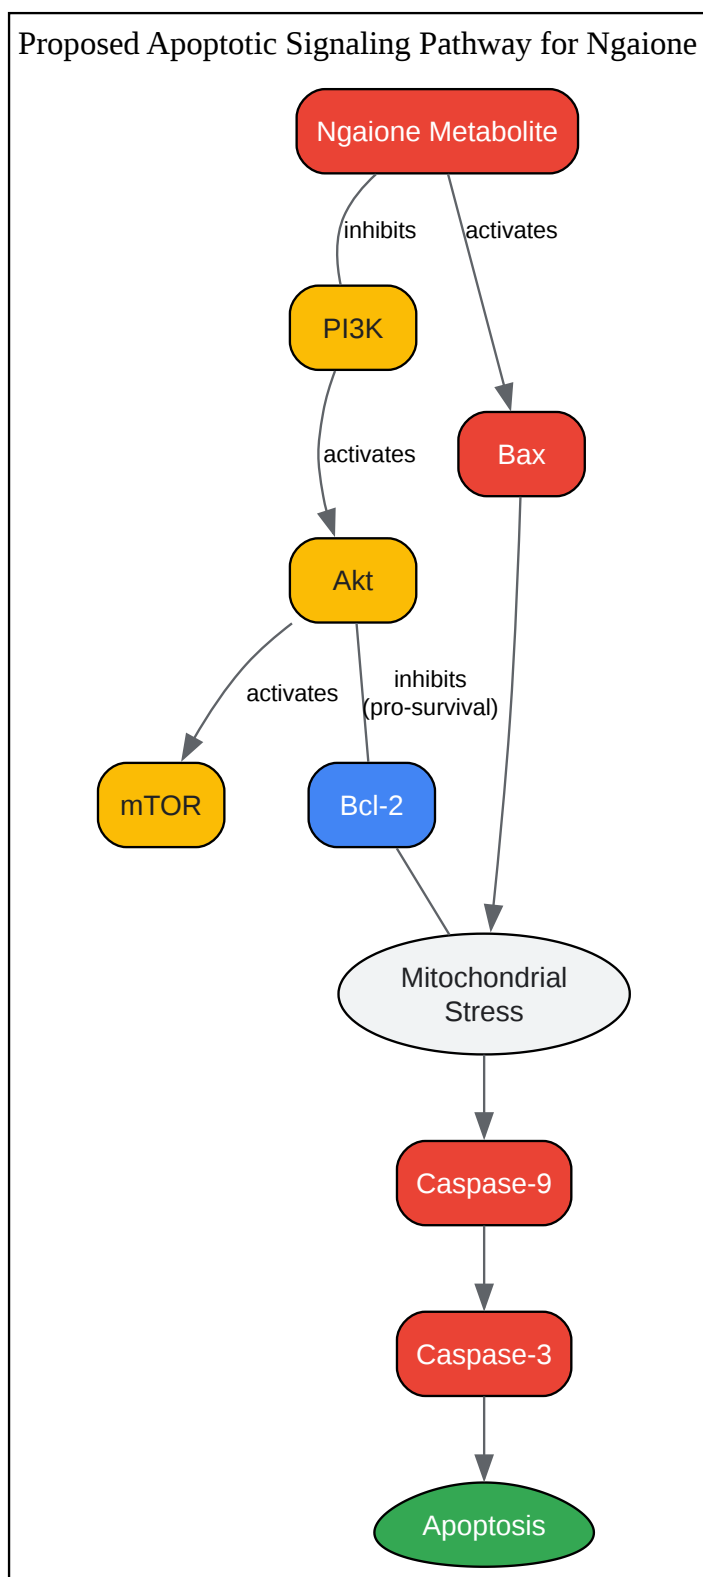 Proposed Apoptotic Signaling Pathway for Ngaione
Ngaione Metabolite
inhibits
activates
PI3K
Bax
activates
Akt
activates
inhibits
(pro-survival)
mTOR
Bcl-2
Mitochondrial
Stress
Caspase-9
Caspase-3
Apoptosis